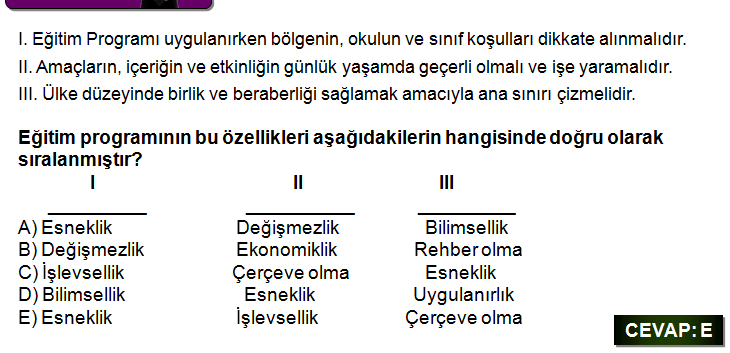 I. Eğitim Programı uygulanırken bölgenin, okulun ve sınıf koşulları dikkate alınmalıdır.
II. Amaçların, içeriğin ve etkinliğin günlük yaşamda geçerli olmalı ve işe yaramalıdır.
III. Ülke düzeyinde birlik ve beraberliği sağlamak amacıyla ana sınırı çizmelidir.
Eğitim programının bu özellikleri aşağıdakilerin hangisinde doğru olarak
sıralanmıştır?
I II III
A) Esneklik Değişmezlik Bilimsellik
B) Değişmezlik Ekonomiklik Rehber olma
C) İşlevsellik Çerçeve olma Esneklik
D) Bilimsellik Esneklik Uygulanırlık
E) Esneklik İşlevsellik Çerçeve olma
CEVAP: E